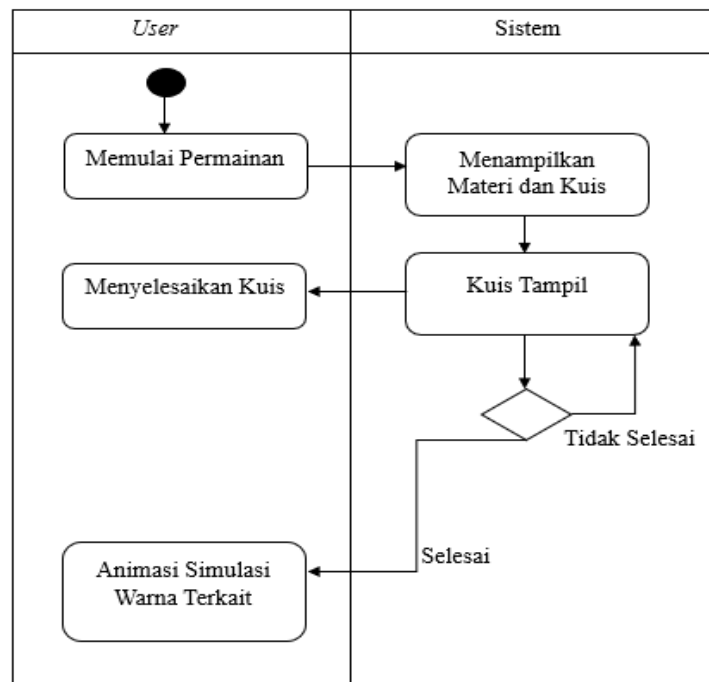 User
Sistem
Memulai Permainan
Menampilkan
Materi dan Kuis
Menyelesaikan Kuis
Kuis Tampil
Tidak Selesai
Selesai
Animasi Simulasi
Warna Terkait